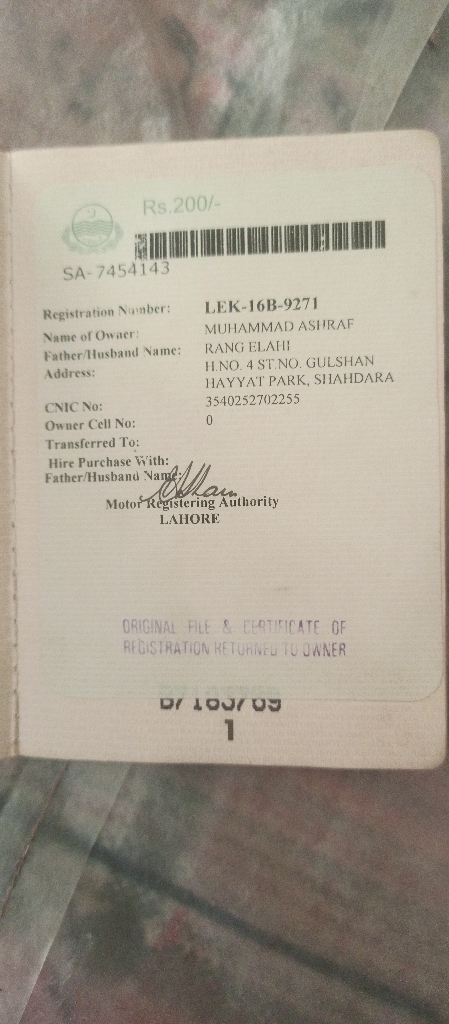 Rs.200/-
SA-7454143
Registration Number: LEK-16B-9271
Name of Owner: MUHAMMAD ASHRAF
Father/Husband Name: RANG ELAHI
Address: H.NO. 4 ST.NO. GULSHAN
HAYYAT PARK, SHAHDARA
CNIC No: 3540252702255
Owner Cell No: 0
Transferred To:
Hire Purchase With:
Father/Husband Name:
Motor Registering Authority
LAHORE
ORIGINAL FILE & CERTIFICATE OF
REGISTRATION RETURNED TO OWNER
1